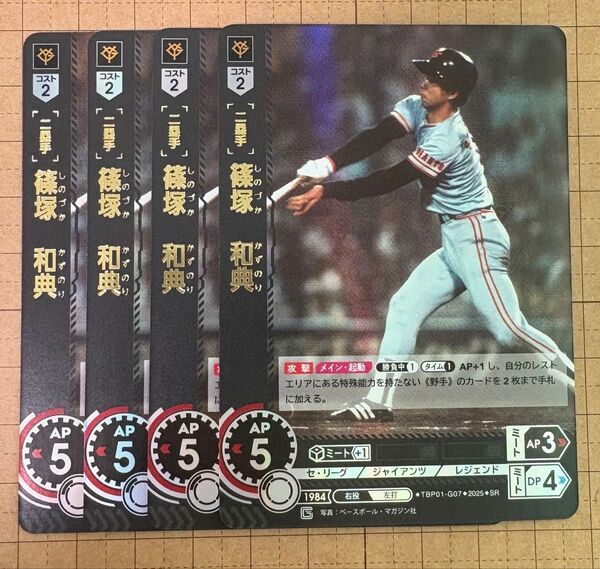 コスト
2
[二塁手]
篠塚 和典
しのづか かずのり
AP
5
コスト
2
[二塁手]
篠塚 和典
しのづか かずのり
AP
5
コスト
2
[二塁手]
篠塚 和典
しのづか かずのり
AP
5
コスト
2
[二塁手]
篠塚 和典
しのづか かずのり
AP
5
攻撃 メイン・起動 勝負中1 タイム1 AP+1し、自分のレスト
エリアにある特殊能力を持たない《野手》のカードを2枚まで手札
に加える。
ミート+1
ミート AP3
セ・リーグ ジャイアンツ レジェンド
ミート DP4
1984 右投 左打 ◆TBP01-G07◆2025◆SR
G 写真:ベースボール・マガジン社